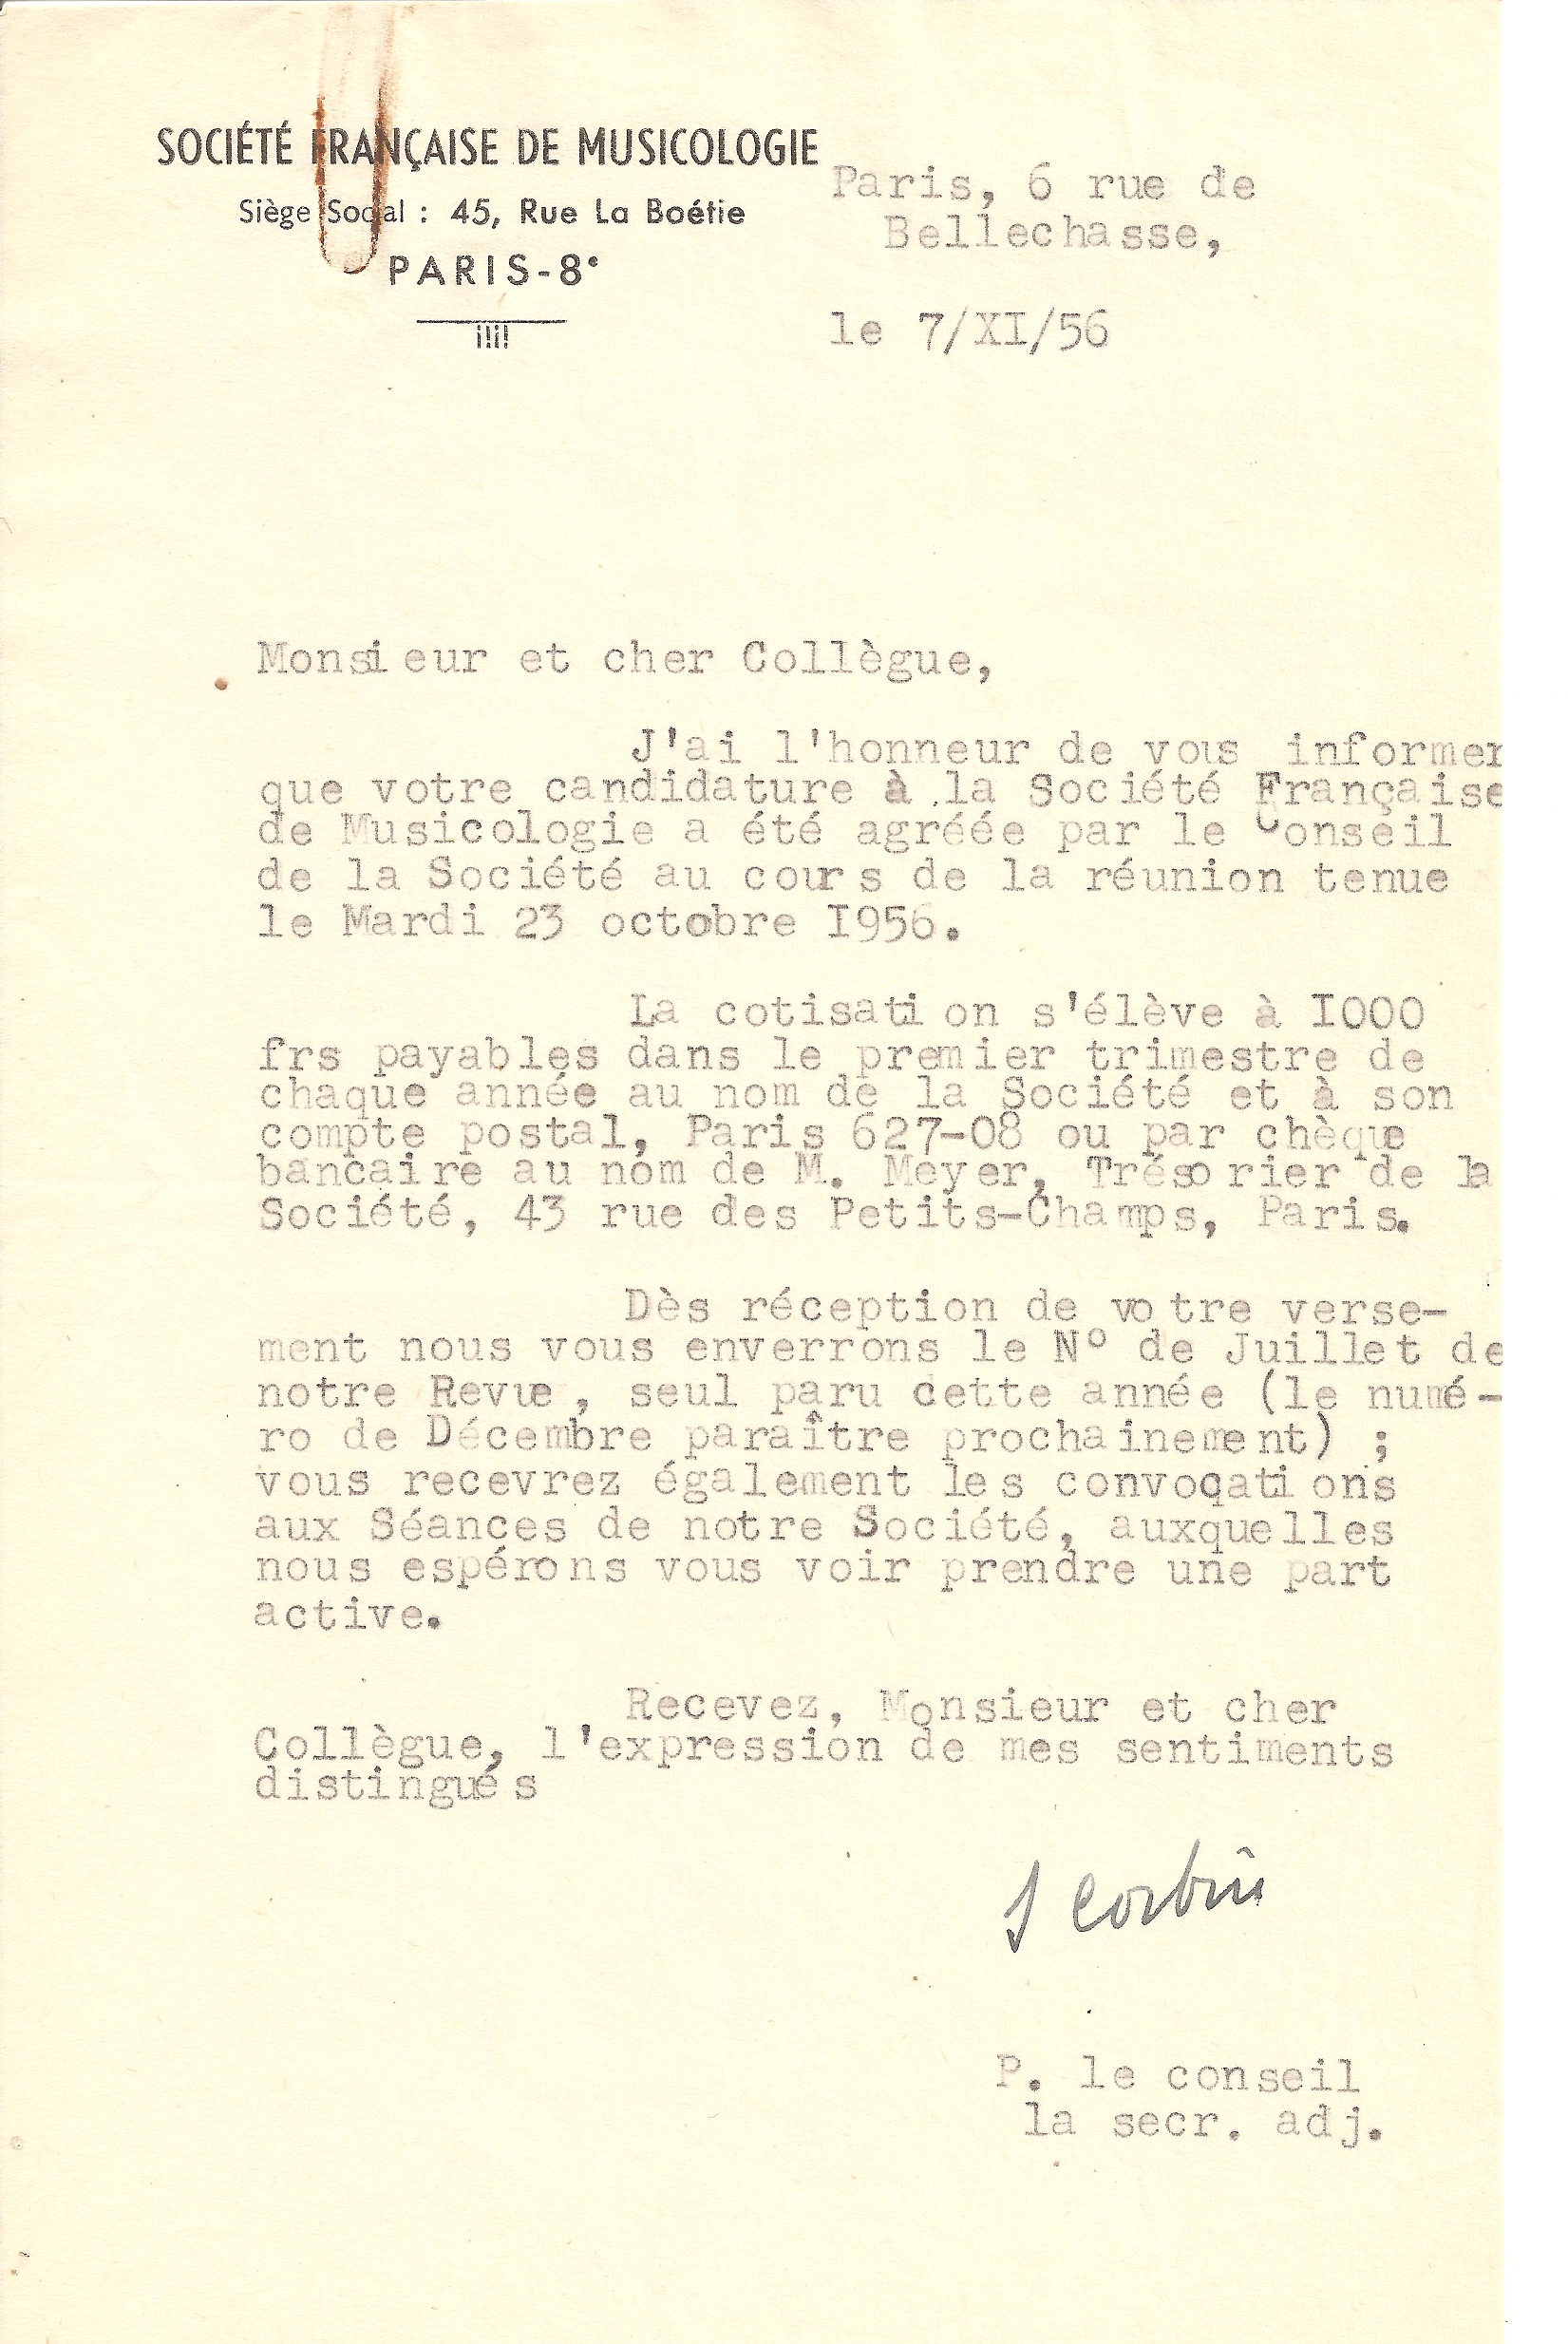 SOCIÉTÉ FRANÇAISE DE MUSICOLOGIE
Siège Social : 45, Rue La Boétie
PARIS-8e
Paris, 6 rue de
Bellechasse,
le 7/XI/56
Monsieur et cher Collègue,
J'ai l'honneur de vous informer
que votre candidature à la Société Française
de Musicologie a été agréée par le Conseil
de la Société au cours de la réunion tenue
le Mardi 23 octobre I956.
La cotisation s'élève à I000
frs payables dans le premier trimestre de
chaque année au nom de la Société et à son
compte postal, Paris 627-08 ou par chèque
bancaire au nom de M. Meyer, Trésorier de la
Société, 43 rue des Petits-Champs, Paris.
Dès réception de votre verse-
ment nous vous enverrons le N° de Juillet de
notre Revue, seul paru cette année (le numé-
ro de Décembre paraître prochainement) ;
vous recevrez également les convoqations
aux Séances de notre Société, auxquelles
nous espérons vous voir prendre une part
active.
Recevez, Monsieur et cher
Collègue, l'expression de mes sentiments
distingués
S Corbin
P. le conseil
la secr. adj.